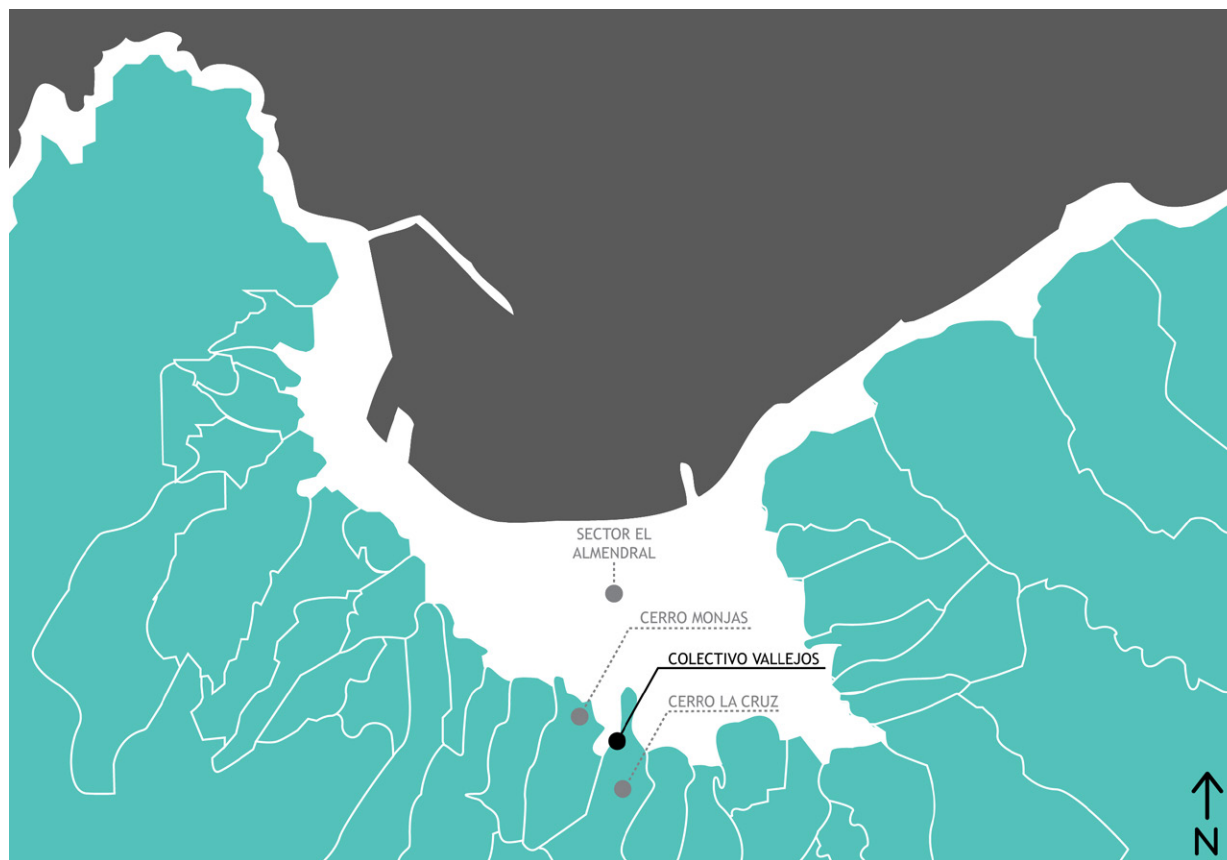 SECTOR EL
ALMENDRAL
CERRO MONJAS
COLECTIVO VALLEJOS
CERRO LA CRUZ
N